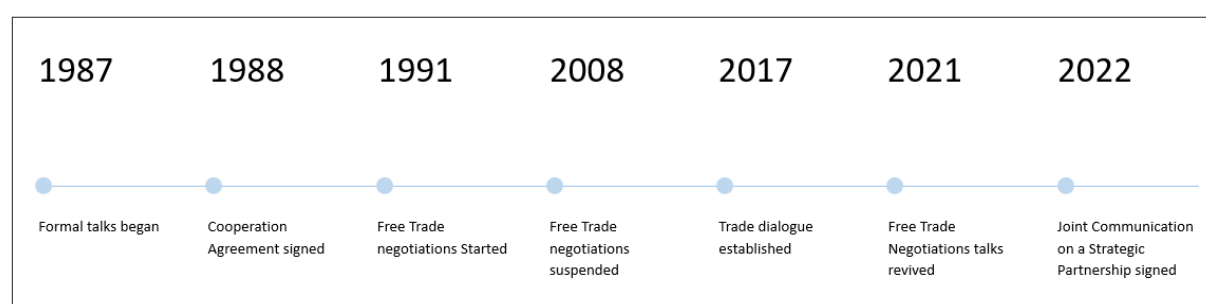 1987 1988 1991 2008 2017 2021 2022
Formal talks began
Cooperation
Agreement signed
Free Trade
negotiations Started
Free Trade
negotiations
suspended
Trade dialogue
established
Free Trade
Negotiations talks
revived
Joint Communication
on a Strategic
Partnership signed